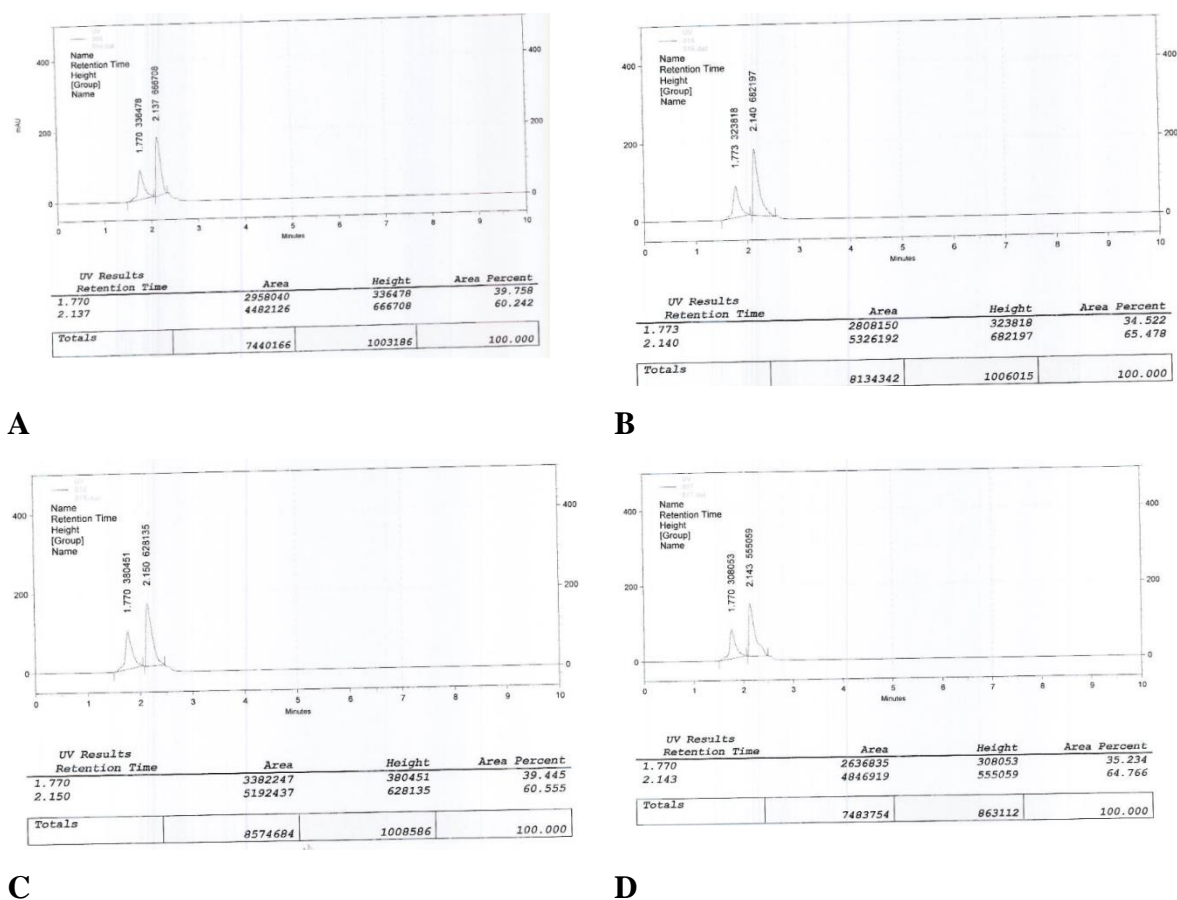 400
200
0
mAU
Name
Retention Time
Height
[Group]
Name
1.770 336478
2.137 666708
400
200
0
0 1 2 3 4 5 6 7 8 9 10
Minutes
UV Results
Retention Time Area Height Area Percent
1.770 2958040 336478 39.758
2.137 4482126 666708 60.242
Totals 7440166 1003186 100.000
A
400
200
0
Name
Retention Time
Height
[Group]
Name
1.773 323818
2.140 682197
400
200
0
0 1 2 3 4 5 6 7 8 9 10
Minutes
UV Results
Retention Time Area Height Area Percent
1.773 2808150 323818 34.522
2.140 5326192 682197 65.478
Totals 8134342 1006015 100.000
B
400
200
0
Name
Retention Time
Height
[Group]
Name
1.770 380451
2.150 628135
400
200
0
0 1 2 3 4 5 6 7 8 9 10
Minutes
UV Results
Retention Time Area Height Area Percent
1.770 3382247 380451 39.445
2.150 5192437 628135 60.555
Totals 8574684 1008586 100.000
C
400
200
0
Name
Retention Time
Height
[Group]
Name
1.770 308053
2.143 555059
400
200
0
0 1 2 3 4 5 6 7 8 9 10
Minutes
UV Results
Retention Time Area Height Area Percent
1.770 2636835 308053 35.234
2.143 4846919 555059 64.766
Totals 7483754 863112 100.000
D